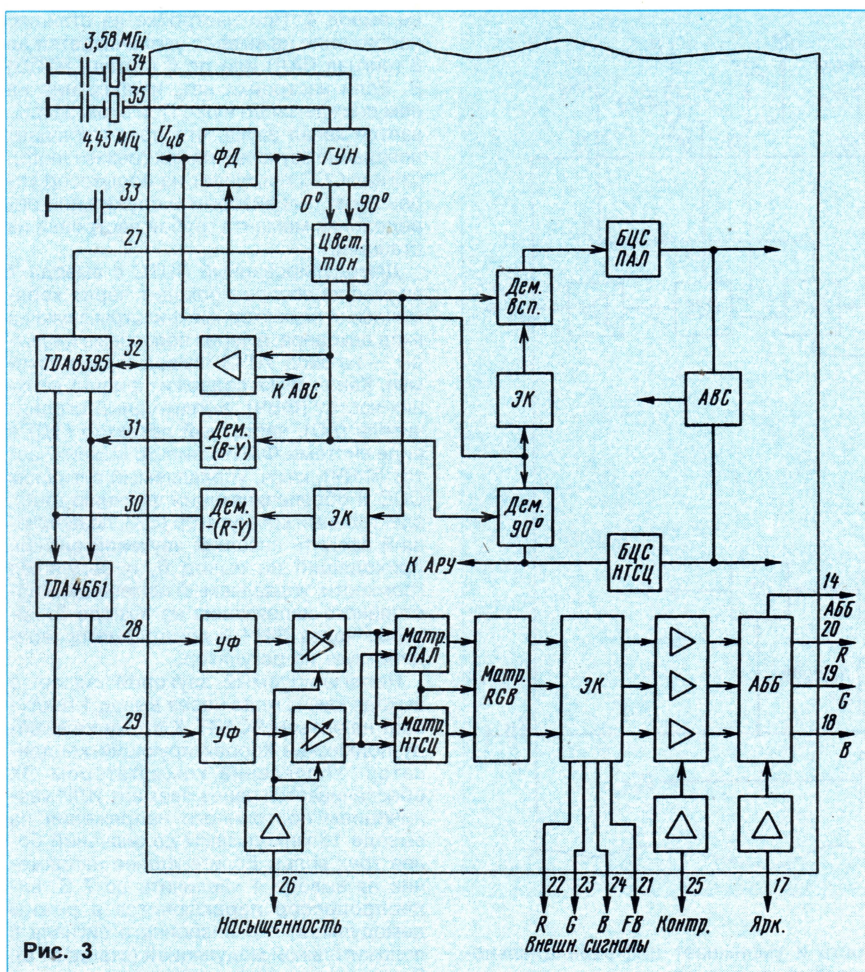 3,58 МГц
34
35
4,43 МГц
Uцв
33
27
ФД
ГУН
0°
90°
Цвет.
тон
БЦС
ПАЛ
Дем.
всп.
TDA8395
32
К АВС
ЭК
АВС
31
Дем.
-(B-Y)
30
Дем.
-(R-Y)
ЭК
Дем.
90°
К АРУ
БЦС
НТСЦ
TDA4661
28
УФ
Матр.
ПАЛ
Матр.
RGB
ЭК
АББ
14
АББ
20
R
19
G
18
B
29
УФ
Матр.
НТСЦ
26
22
23
24
21
25
17
Насыщенность
R G B FB
Внешн. сигналы
Контр.
Ярк.
Рис. 3